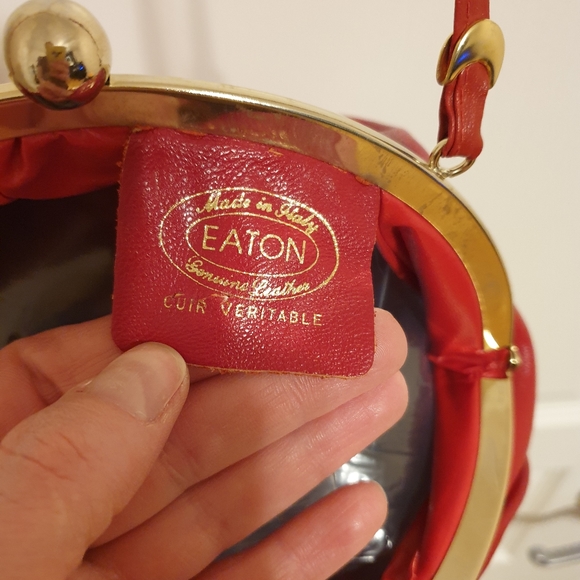 Made in Italy
EATON
Genuine Leather
CUIR VERITABLE